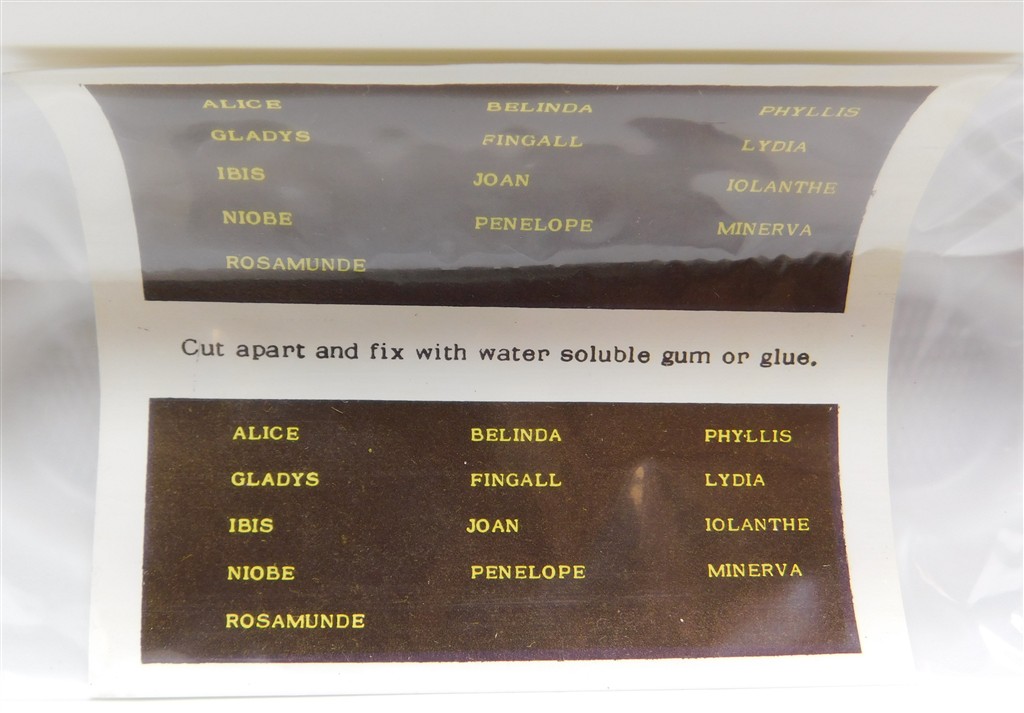 ALICE BELINDA PHYLLIS
GLADYS FINGALL LYDIA
IBIS JOAN IOLANTHE
NIOBE PENELOPE MINERVA
ROSAMUNDE
Cut apart and fix with water soluble gum or glue.
ALICE BELINDA PHYLLIS
GLADYS FINGALL LYDIA
IBIS JOAN IOLANTHE
NIOBE PENELOPE MINERVA
ROSAMUNDE